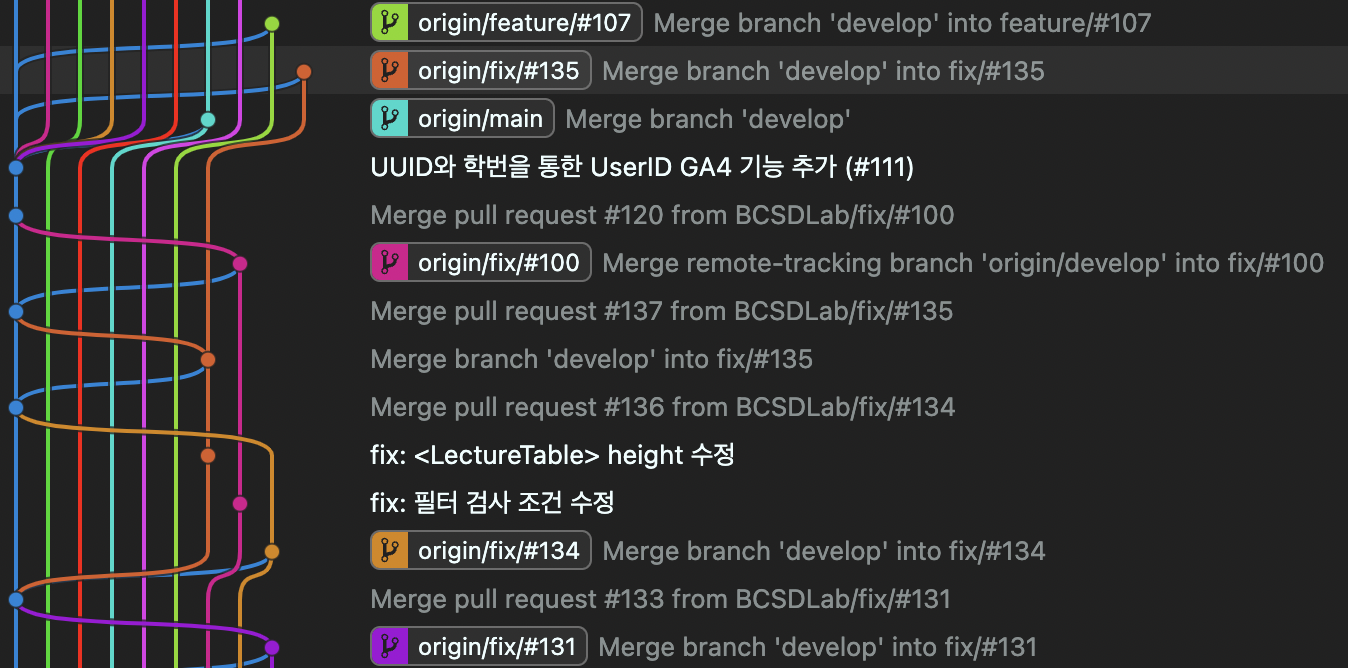 origin/feature/#107 Merge branch 'develop' into feature/#107
origin/fix/#135 Merge branch 'develop' into fix/#135
origin/main Merge branch 'develop'
UUID와 학번을 통한 UserID GA4 기능 추가 (#111)
Merge pull request #120 from BCSDLab/fix/#100
origin/fix/#100 Merge remote-tracking branch 'origin/develop' into fix/#100
Merge pull request #137 from BCSDLab/fix/#135
Merge branch 'develop' into fix/#135
Merge pull request #136 from BCSDLab/fix/#134
fix: <LectureTable> height 수정
fix: 필터 검사 조건 수정
origin/fix/#134 Merge branch 'develop' into fix/#134
Merge pull request #133 from BCSDLab/fix/#131
origin/fix/#131 Merge branch 'develop' into fix/#131